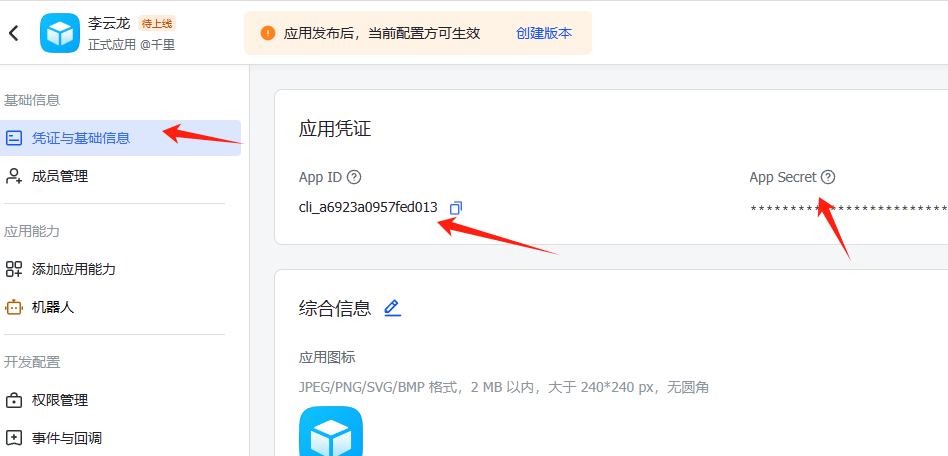 李云龙 待上线
正式应用 @千里
应用发布后，当前配置方可生效 创建版本
基础信息
凭证与基础信息
成员管理
应用能力
添加应用能力
机器人
开发配置
权限管理
事件与回调
应用凭证
App ID
cli_a6923a0957fed013
App Secret
*************************
综合信息
应用图标
JPEG/PNG/SVG/BMP 格式，2 MB 以内，大于 240*240 px，无圆角